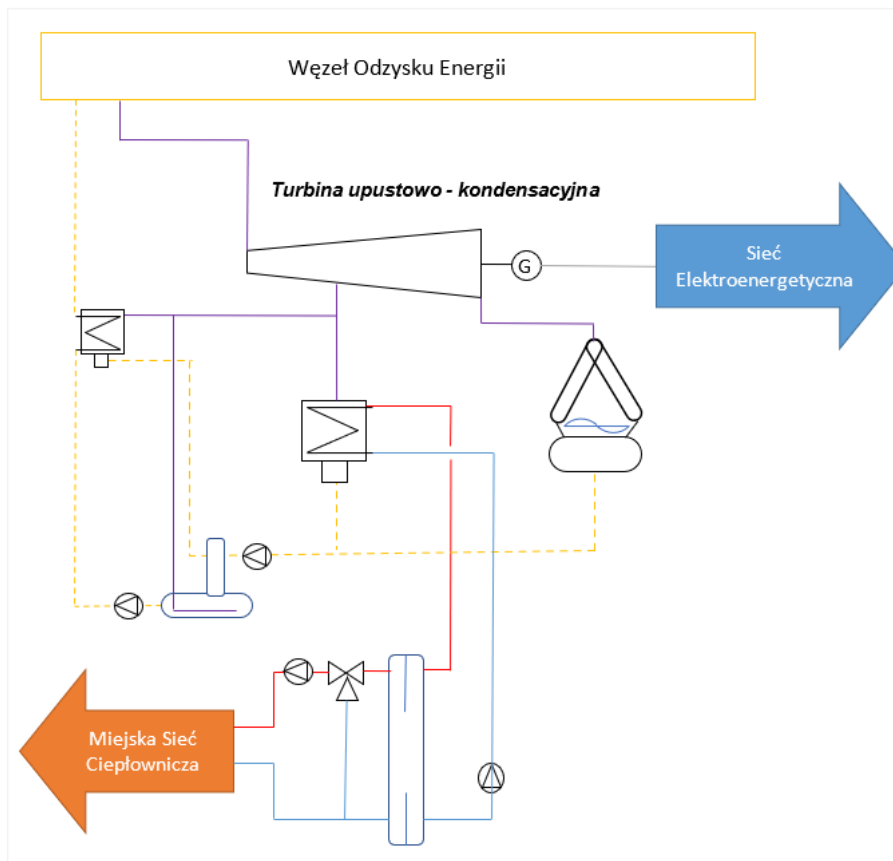 Węzeł Odzysku Energii
Turbina upustowo - kondensacyjna
G
Sieć
Elektroenergetyczna
Miejska Sieć
Ciepłownicza